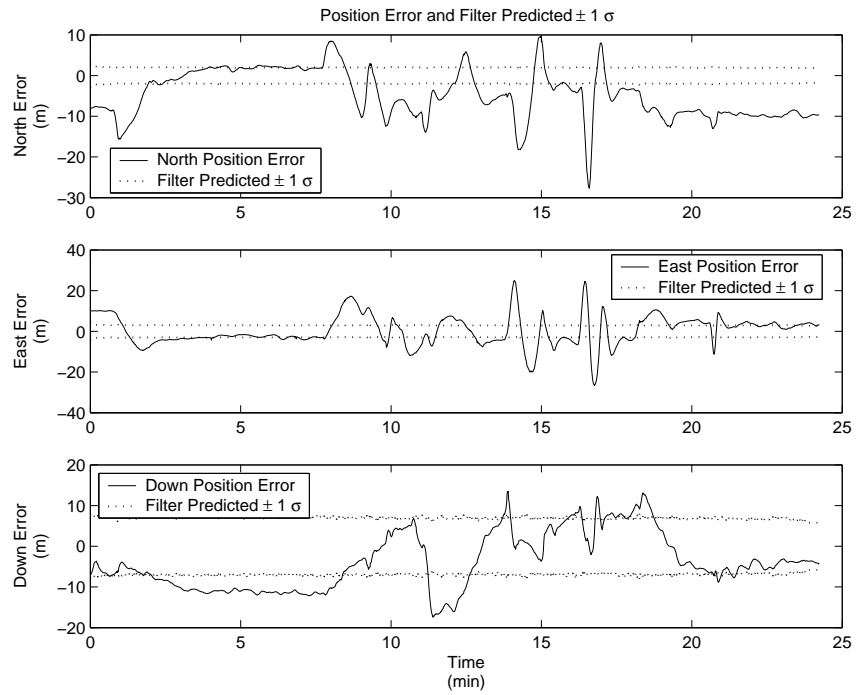 Position Error and Filter Predicted ± 1 σ
10
0
−10
−20
−30
North Error
(m)
North Position Error
Filter Predicted ± 1 σ
0
5
10
15
20
25
40
20
0
−20
−40
East Error
(m)
East Position Error
Filter Predicted ± 1 σ
0
5
10
15
20
25
20
10
0
−10
−20
Down Error
(m)
Down Position Error
Filter Predicted ± 1 σ
0
5
10
15
20
25
Time
(min)